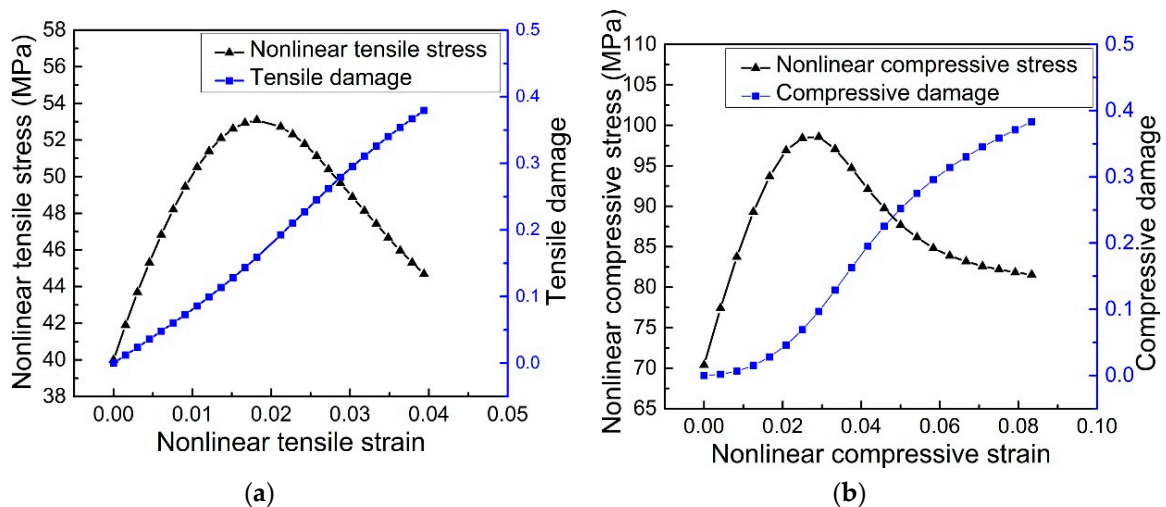 58
56
54
52
50
48
46
44
42
40
38
Nonlinear tensile stress (MPa)
Nonlinear tensile stress
Tensile damage
0.5
0.4
0.3
0.2
0.1
0.0
Tensile damage
0.00 0.01 0.02 0.03 0.04 0.05
Nonlinear tensile strain
(a)
110
105
100
95
90
85
80
75
70
65
Nonlinear compressive stress (MPa)
Nonlinear compressive stress
Compressive damage
0.5
0.4
0.3
0.2
0.1
0.0
Compressive damage
0.00 0.02 0.04 0.06 0.08 0.10
Nonlinear compressive strain
(b)